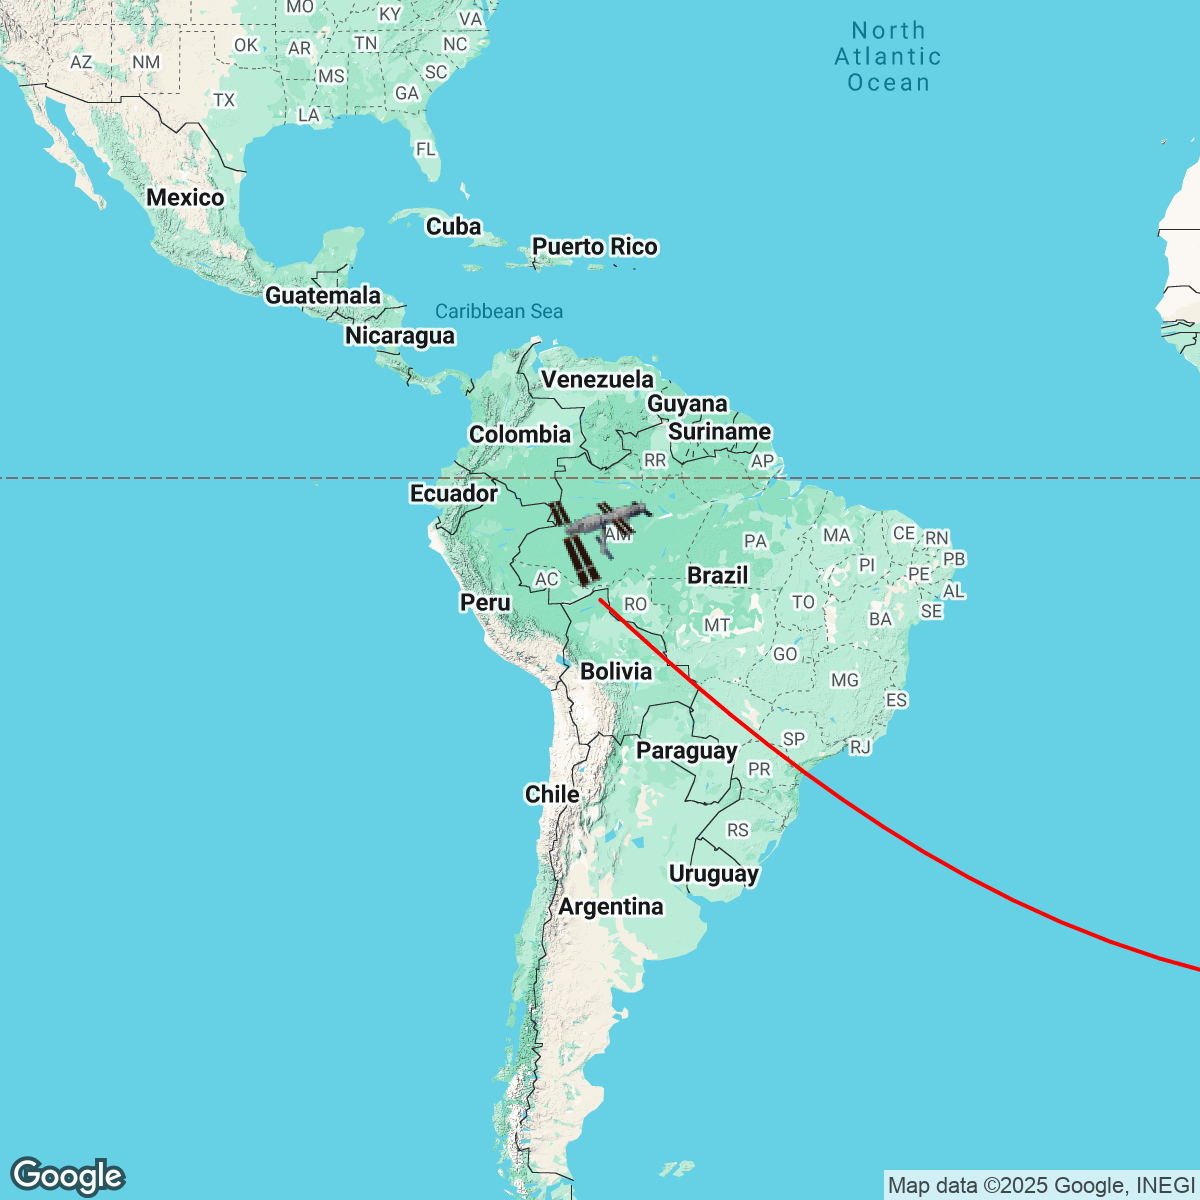 MO
KY
VA
North
Atlantic
Ocean
OK
AR
TN
NC
AZ
NM
MS
SC
TX
GA
LA
FL
Mexico
Cuba
Puerto Rico
Guatemala
Caribbean Sea
Nicaragua
Venezuela
Guyana
Colombia
Suriname
RR
AP
Ecuador
AM
PA
MA
CE
RN
PI
PB
Brazil
AC
PE
AL
Peru
RO
TO
SE
MT
BA
GO
Bolivia
MG
ES
Paraguay
SP
RJ
PR
Chile
RS
Uruguay
Argentina
Google
Map data ©2025 Google, INEGI